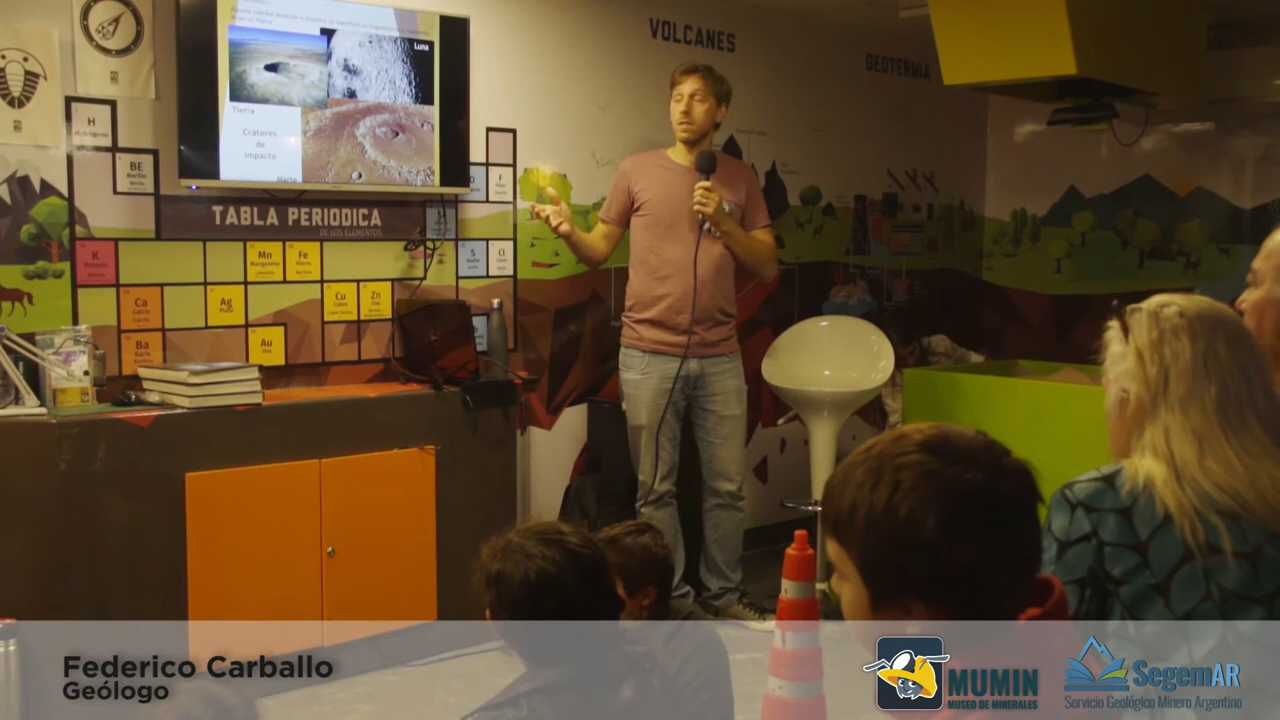 VOLCANES
GEOTERMIA
Luna
Tierra
Cráteres
de
impacto
Marte
TABLA PERIODICA
DE LOS ELEMENTOS
H
BE
Berilio
F
K
Mn
Manganeso
Fe
Hierro
S
Cl
Ca
Calcio
Ag
Plata
Cu
Cobre
Zn
Zinc
Ba
Bario
Au
Oro
Federico Carballo
Geólogo
MUMIN
MUSEO DE MINERALES
SegemAR
Servicio Geológico Minero Argentino